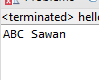 <terminated> hello
ABC Sawan